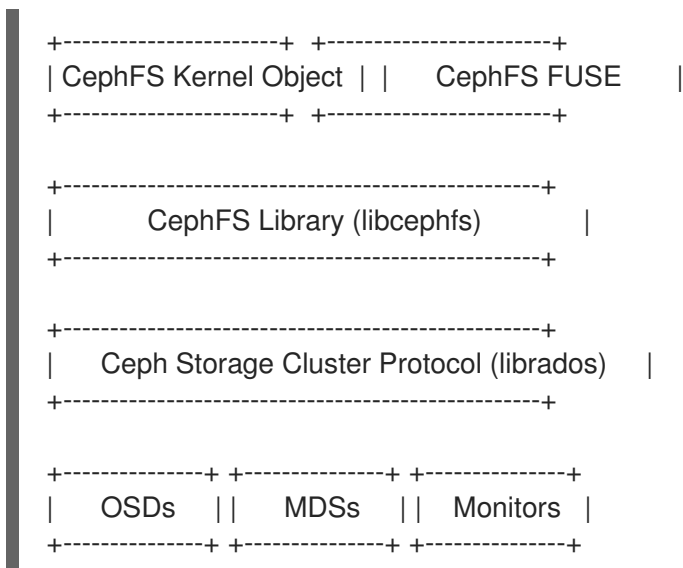 +-----------------------+ +------------------------+
| CephFS Kernel Object | | CephFS FUSE |
+-----------------------+ +------------------------+
+---------------------------------------------------+
| CephFS Library (libcephfs) |
+---------------------------------------------------+
+---------------------------------------------------+
| Ceph Storage Cluster Protocol (librados) |
+---------------------------------------------------+
+---------------+ +---------------+ +---------------+
| OSDs | | MDSs | | Monitors |
+---------------+ +---------------+ +---------------+